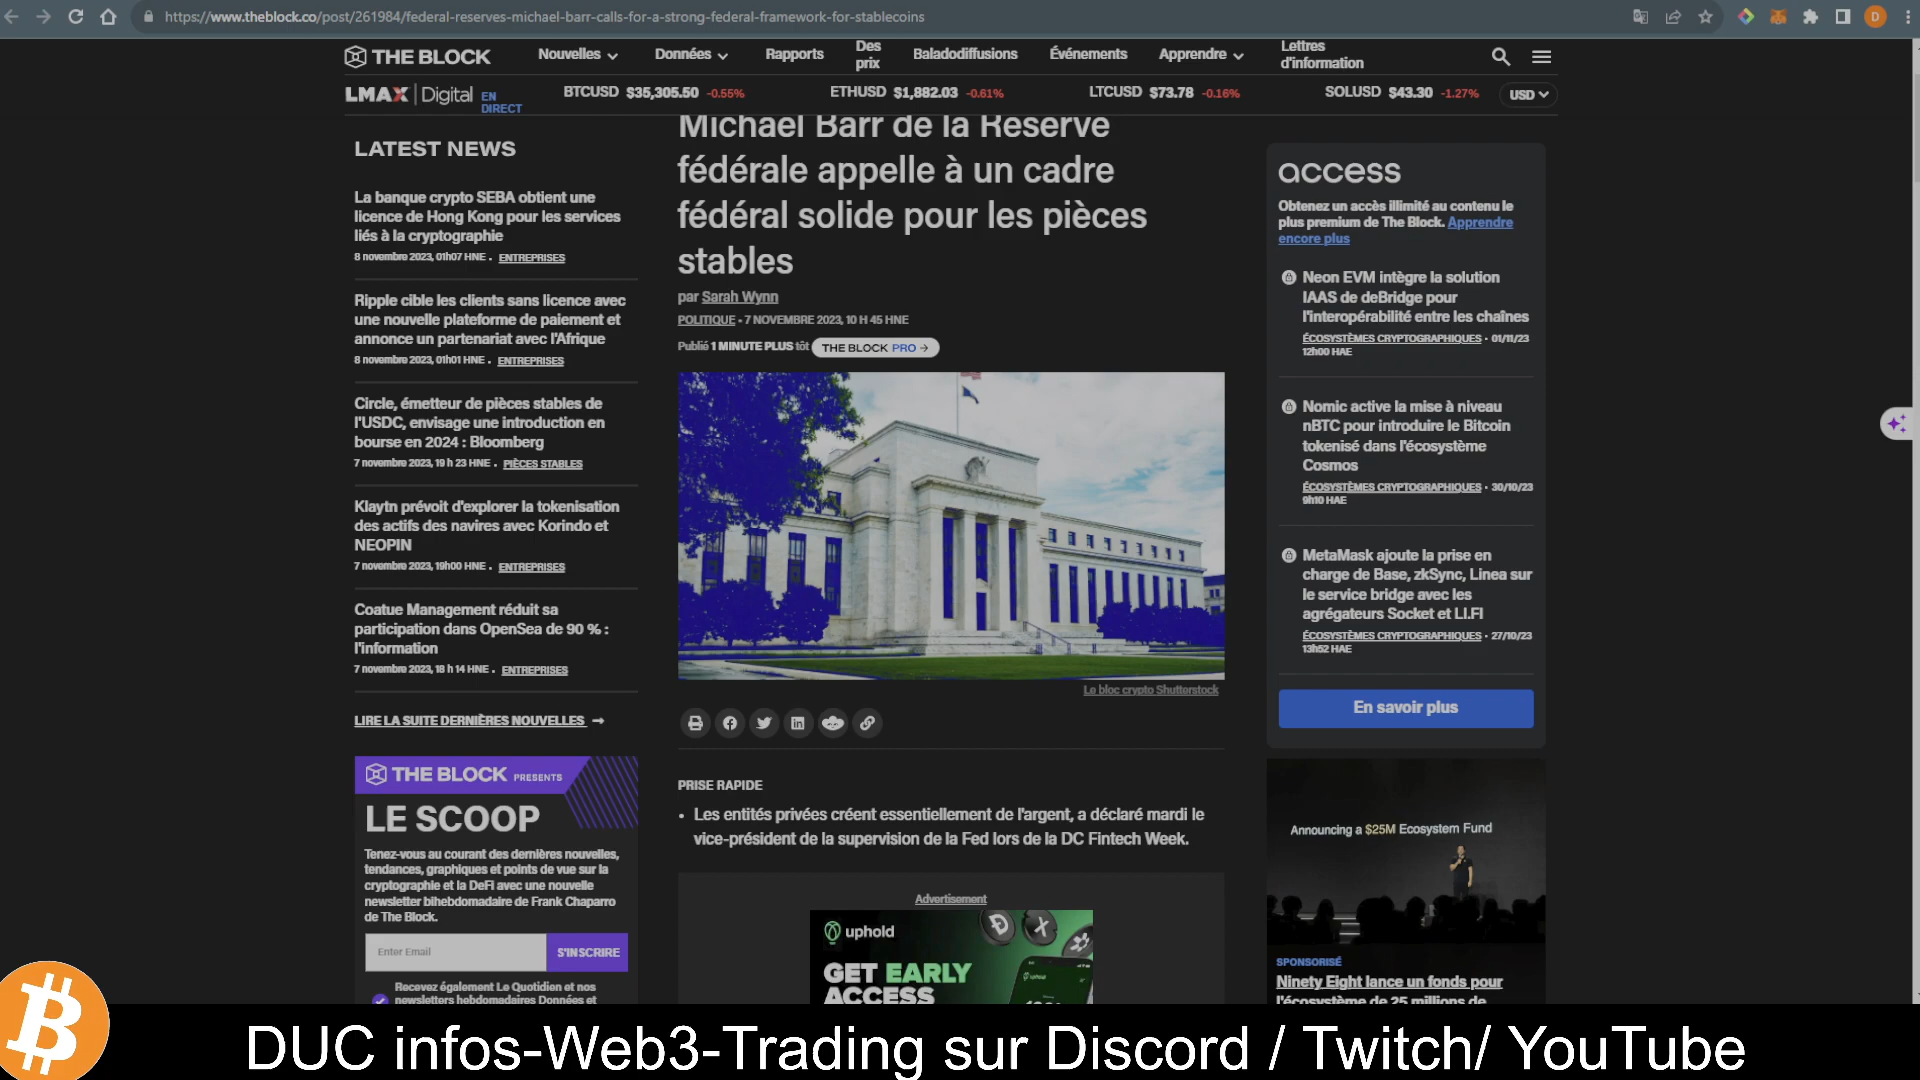 https://www.theblock.co/post/261984/federal-reserves-michael-barr-calls-for-a-strong-federal-framework-for-stablecoins
D
THE BLOCK
Nouvelles
Données
Rapports
Des
prix
Baladodiffusions
Événements
Apprendre
Lettres
d'information
LMAX Digital EN
DIRECT
BTCUSD $35,305.50 -0.55%
ETHUSD $1,882.03 -0.61%
LTCUSD $73.78 -0.16%
SOLUSD $43.30 -1.27%
USD
LATEST NEWS
La banque crypto SEBA obtient une
licence de Hong Kong pour les services
liés à la cryptographie
8 novembre 2023, 01h07 HNE • ENTREPRISES
Ripple cible les clients sans licence avec
une nouvelle plateforme de paiement et
annonce un partenariat avec l'Afrique
8 novembre 2023, 01h01 HNE • ENTREPRISES
Circle, émetteur de pièces stables de
l'USDC, envisage une introduction en
bourse en 2024 : Bloomberg
7 novembre 2023, 19 h 23 HNE • PIÈCES STABLES
Klaytn prévoit d'explorer la tokenisation
des actifs des navires avec Korindo et
NEOPIN
7 novembre 2023, 19h00 HNE • ENTREPRISES
Coatue Management réduit sa
participation dans OpenSea de 90 % :
l'information
7 novembre 2023, 18 h 14 HNE • ENTREPRISES
LIRE LA SUITE DERNIÈRES NOUVELLES →
THE BLOCK PRESENTS
LE SCOOP
Tenez-vous au courant des dernières nouvelles,
tendances, graphiques et points de vue sur la
cryptographie et la DeFi avec une nouvelle
newsletter bihebdomadaire de Frank Chaparro
de The Block.
Enter Email
S'INSCRIRE
Recevez également Le Quotidien et nos
newsletters hebdomadaires Données et
Michael Barr de la Réserve
fédérale appelle à un cadre
fédéral solide pour les pièces
stables
par Sarah Wynn
POLITIQUE • 7 NOVEMBRE 2023, 10 H 45 HNE
Publié 1 MINUTE PLUS tôt THE BLOCK PRO →
Le bloc crypto Shutterstock
PRISE RAPIDE
• Les entités privées créent essentiellement de l'argent, a déclaré mardi le
vice-président de la supervision de la Fed lors de la DC Fintech Week.
Advertisement
uphold
GET EARLY
ACCESS
access
Obtenez un accès illimité au contenu le
plus premium de The Block. Apprendre
encore plus
Neon EVM intègre la solution
IAAS de deBridge pour
l'interopérabilité entre les chaînes
ÉCOSYSTÈMES CRYPTOGRAPHIQUES • 01/11/23
12h00 HAE
Nomic active la mise à niveau
nBTC pour introduire le Bitcoin
tokenisé dans l'écosystème
Cosmos
ÉCOSYSTÈMES CRYPTOGRAPHIQUES • 30/10/23
9h10 HAE
MetaMask ajoute la prise en
charge de Base, zkSync, Linea sur
le service bridge avec les
agrégateurs Socket et LI.FI
ÉCOSYSTÈMES CRYPTOGRAPHIQUES • 27/10/23
13h52 HAE
En savoir plus
Announcing a $25M Ecosystem Fund
SPONSORISÉ
Ninety Eight lance un fonds pour
l'écosystème de 25 millions de
DUC infos-Web3-Trading sur Discord / Twitch/ YouTube